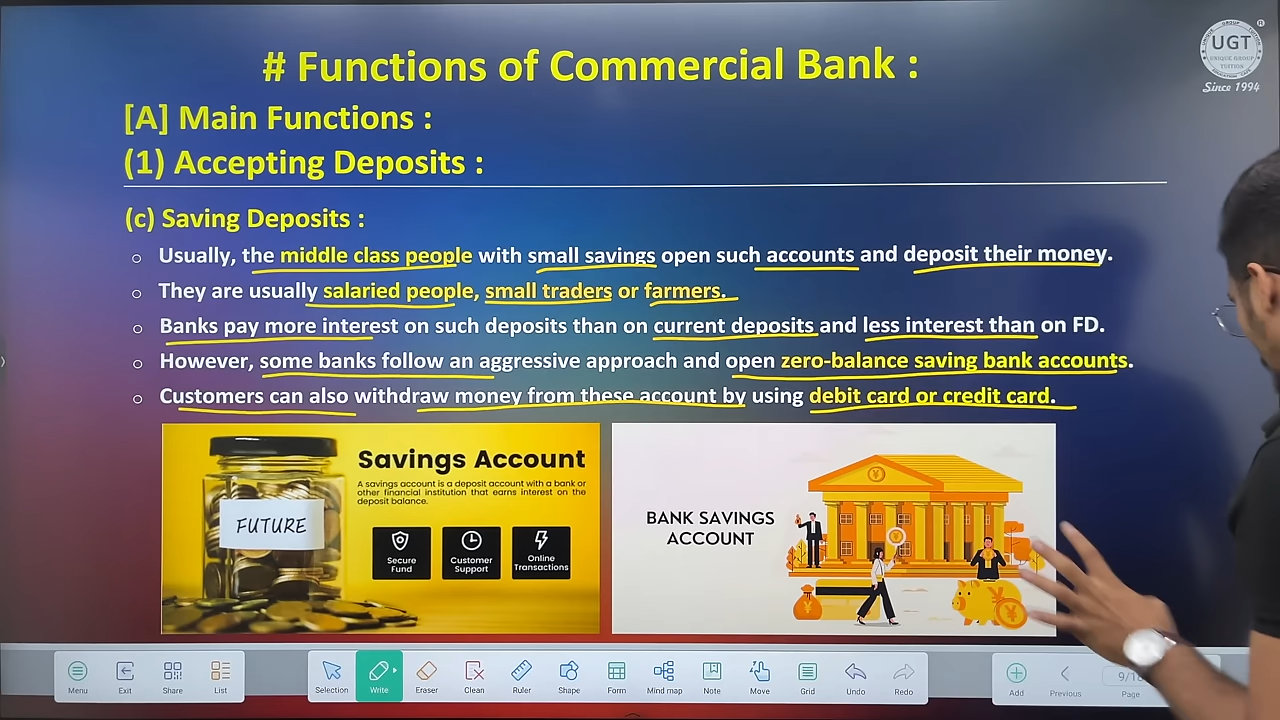 # Functions of Commercial Bank :
UGT
UNIQUE GROUP
TUITION
Since 1994
[A] Main Functions :
(1) Accepting Deposits :
(c) Saving Deposits :
Usually, the middle class people with small savings open such accounts and deposit their money.
They are usually salaried people, small traders or farmers.
Banks pay more interest on such deposits than on current deposits and less interest than on FD.
However, some banks follow an aggressive approach and open zero-balance saving bank accounts.
Customers can also withdraw money from these account by using debit card or credit card.
FUTURE
Savings Account
A savings account is a deposit account with a bank or
other financial institution that earns interest on the
deposit balance.
Secure
Fund
Customer
Support
Online
Transactions
BANK SAVINGS
ACCOUNT
Menu
Exit
Share
List
Selection
Write
Eraser
Clean
Ruler
Shape
Form
Mind map
Note
Move
Grid
Undo
Redo
Add
Previous
Page